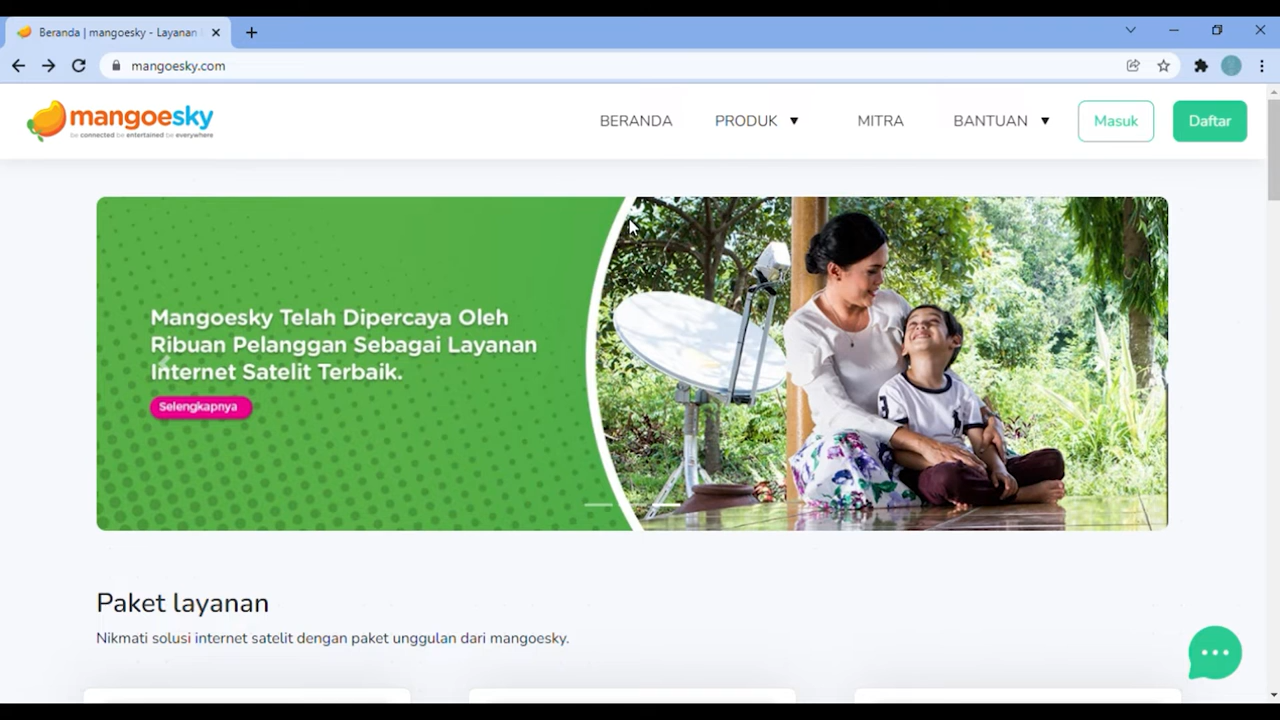 Beranda | mangoesky - Layanan
mangoesky.com
mangoesky
be connected be entertained be everywhere
BERANDA
PRODUK
MITRA
BANTUAN
Masuk
Daftar
Mangoesky Telah Dipercaya Oleh
Ribuan Pelanggan Sebagai Layanan
Internet Satelit Terbaik.
Selengkapnya
3
Paket layanan
Nikmati solusi internet satelit dengan paket unggulan dari mangoesky.